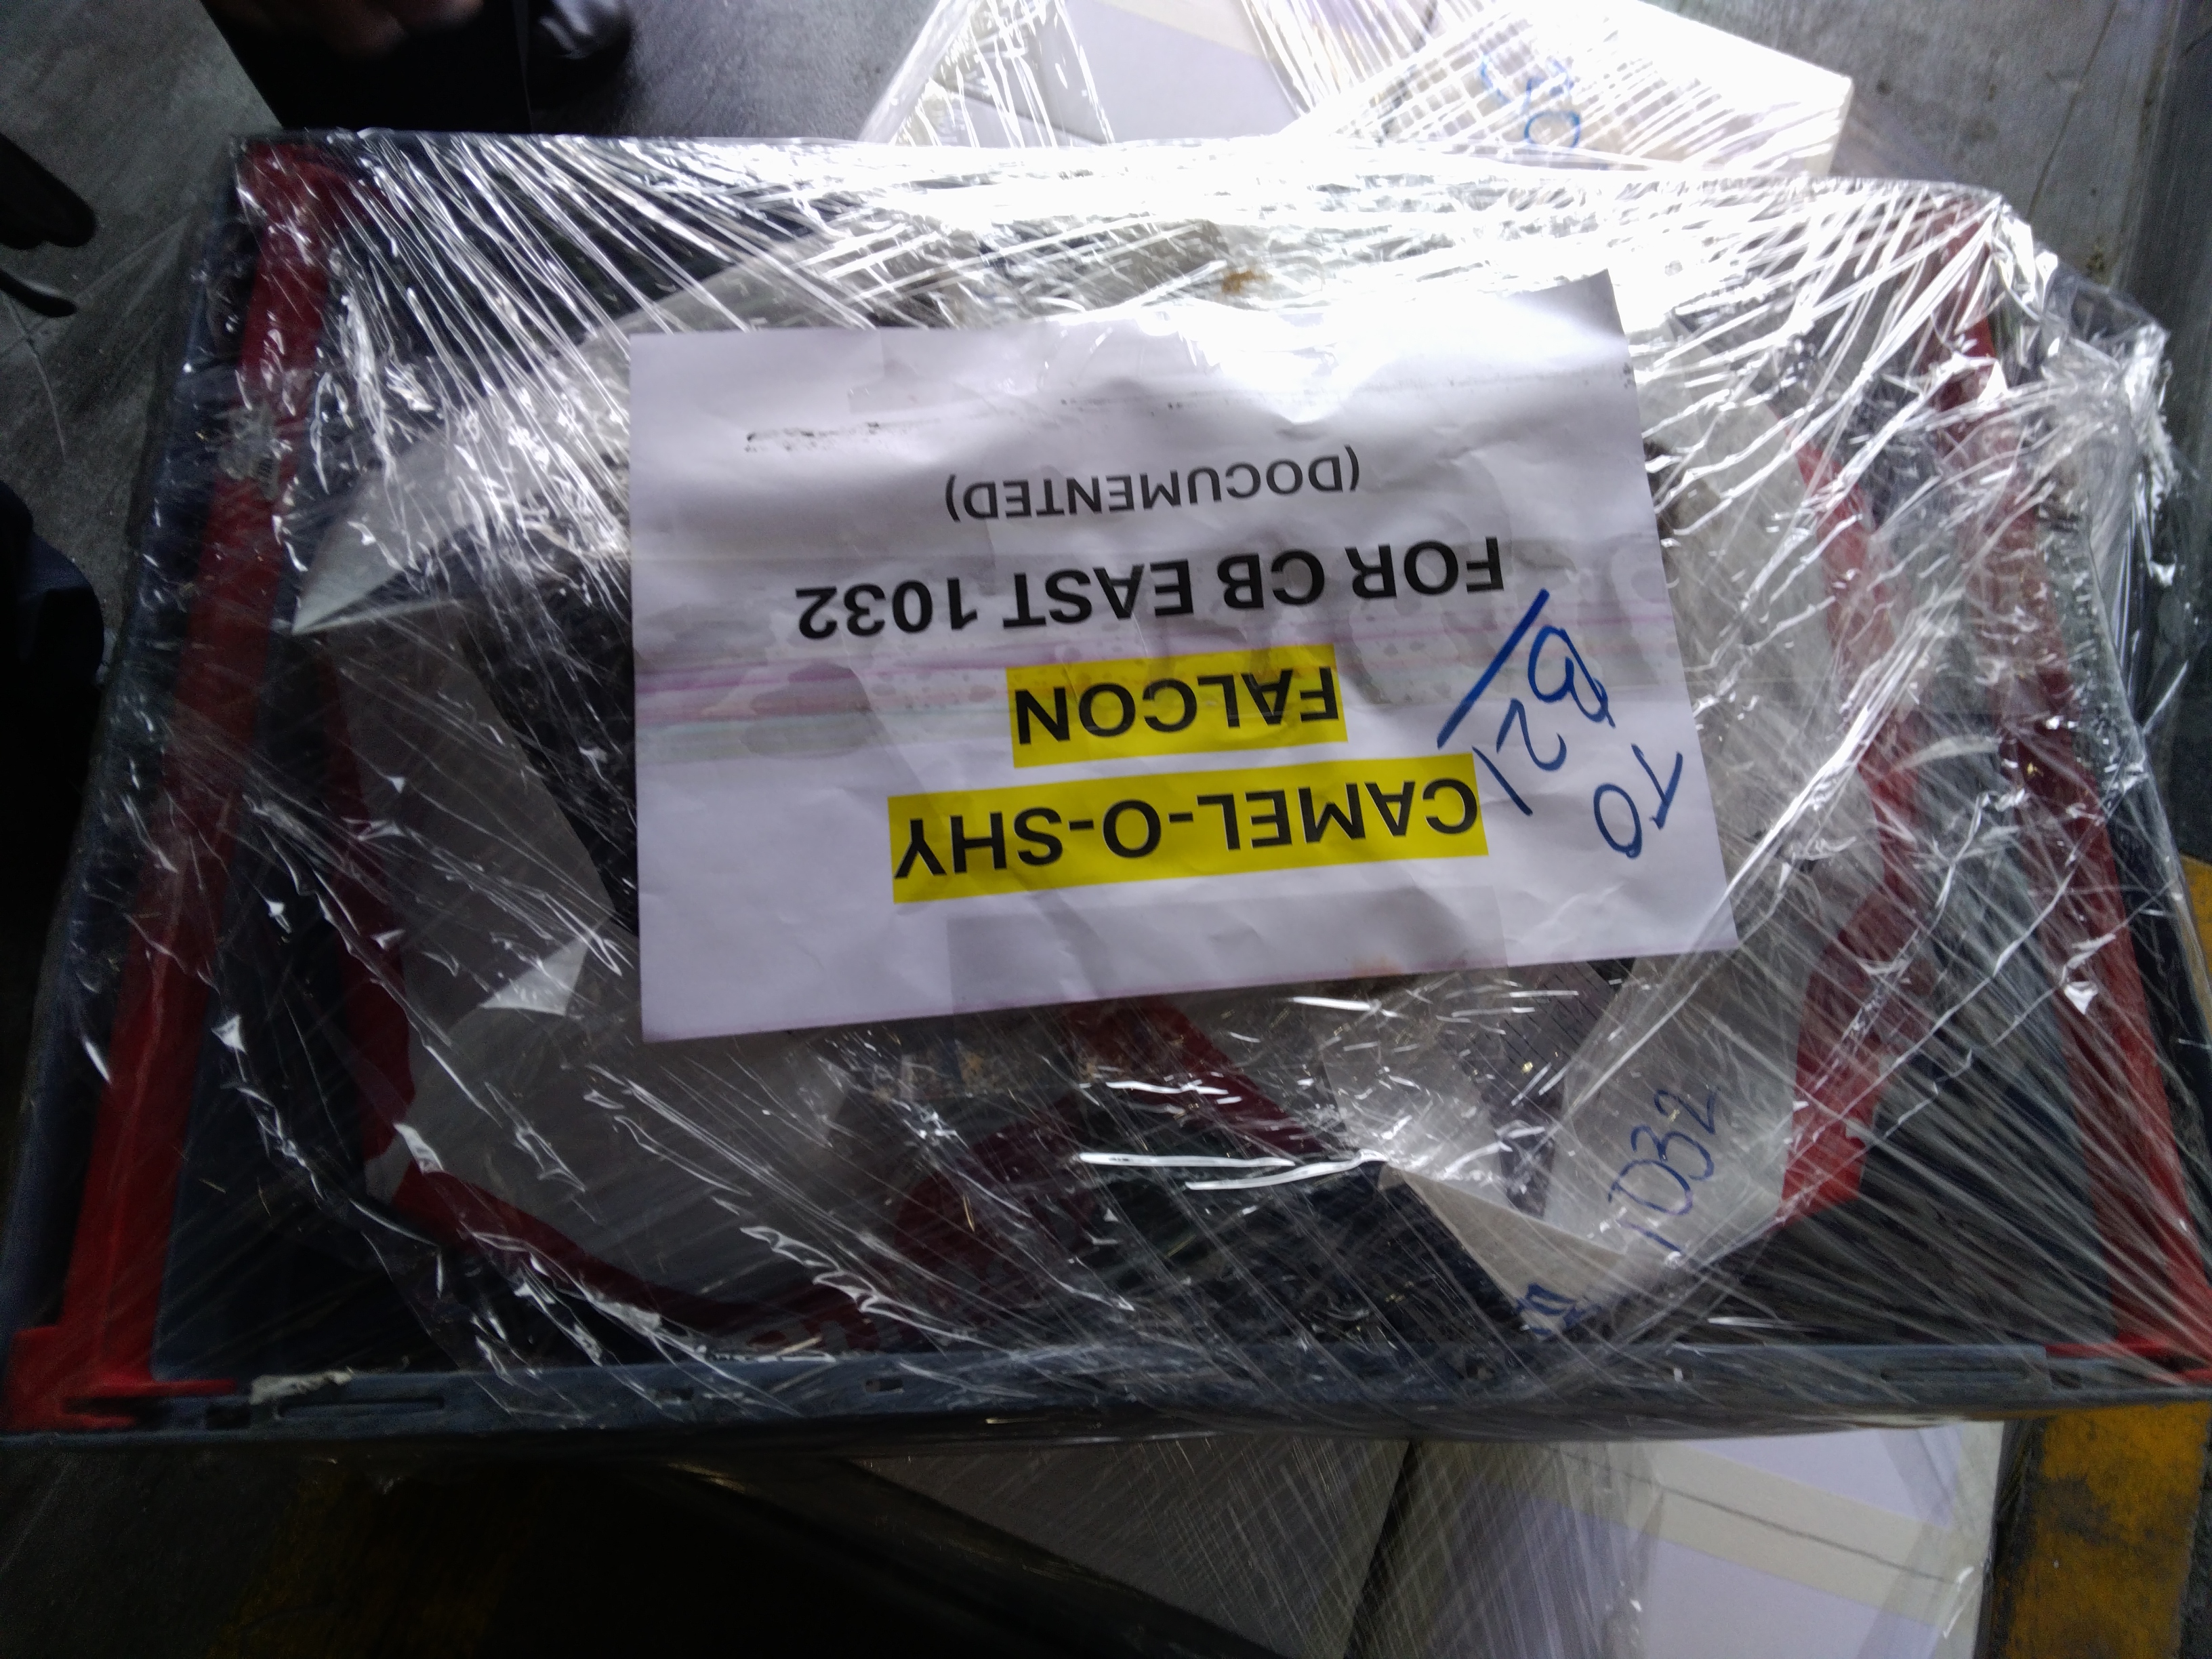 CAMEL-O-SHY
FALCON
FOR CB EAST 1032
(DOCUMENTED)
TO
B21
1032